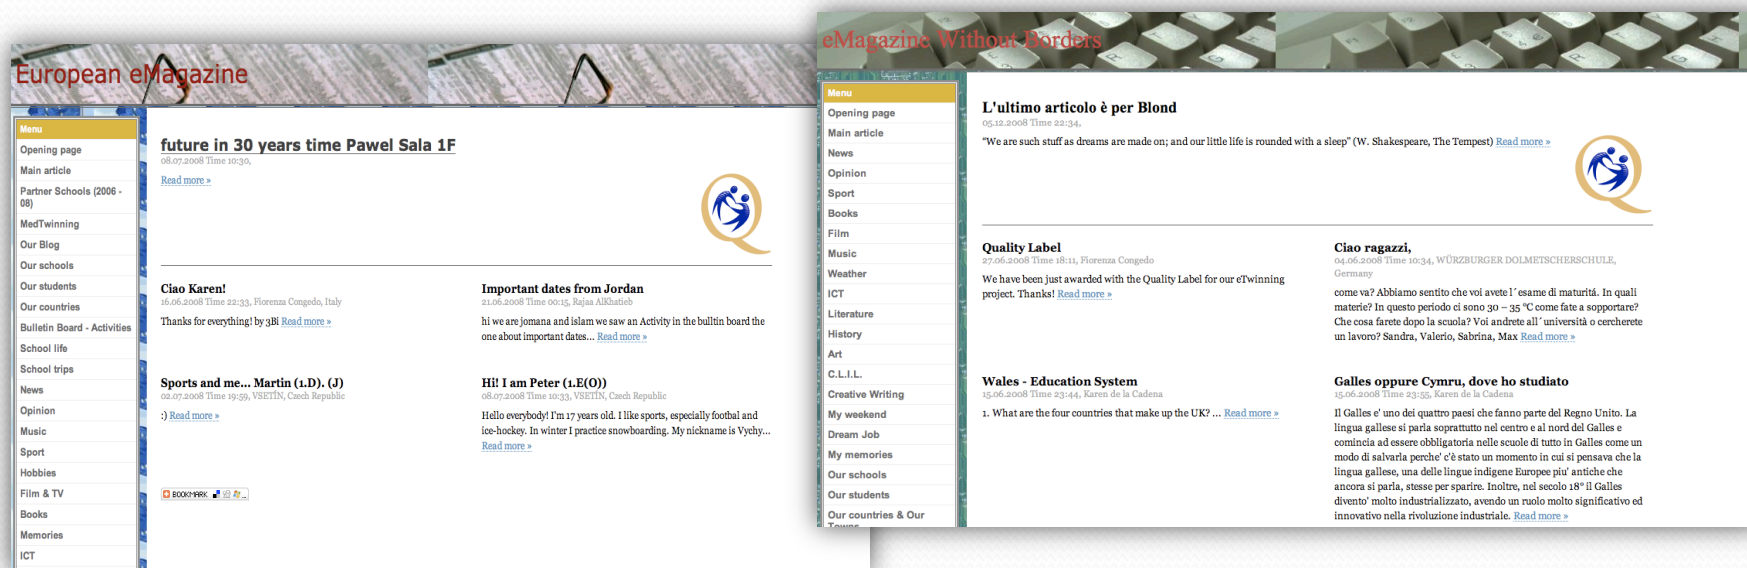 European eMagazine
Menu
Opening page
Main article
Partner Schools (2006 -
08)
MedTwinning
Our Blog
Our schools
Our students
Our countries
Bulletin Board - Activities
School life
School trips
News
Opinion
Music
Sport
Hobbies
Film & TV
Books
Memories
ICT
future in 30 years time Pawel Sala 1F
08.07.2008 Time 10:30,
Read more »
Ciao Karen!
16.06.2008 Time 22:33, Fiorenza Congedo, Italy
Thanks for everything! by 3Bi Read more »
Important dates from Jordan
21.06.2008 Time 00:15, Rajaa AlKhatieb
hi we are jomana and islam we saw an Activity in the bulltin board the
one about important dates... Read more »
Sports and me... Martin (1.D). (J)
02.07.2008 Time 19:59, VSETÍN, Czech Republic
:) Read more »
Hi! I am Peter (1.E(O))
08.07.2008 Time 10:33, VSETÍN, Czech Republic
Hello everybody! I'm 17 years old. I like sports, especially footbal and
ice-hockey. In winter I practice snowboarding. My nickname is Vychy...
Read more »
BOOKMARK
eMagazine Without Borders
Menu
Opening page
Main article
News
Opinion
Sport
Books
Film
Music
Weather
ICT
Literature
History
Art
C.L.I.L.
Creative Writing
My weekend
Dream Job
My memories
Our schools
Our students
Our countries & Our
Towns
L'ultimo articolo è per Blond
05.12.2008 Time 22:34,
“We are such stuff as dreams are made on; and our little life is rounded with a sleep” (W. Shakespeare, The Tempest) Read more »
Quality Label
27.06.2008 Time 18:11, Fiorenza Congedo
We have been just awarded with the Quality Label for our eTwinning
project. Thanks! Read more »
Ciao ragazzi,
04.06.2008 Time 10:34, WÜRZBURGER DOLMETSCHERSCHULE,
Germany
come va? Abbiamo sentito che voi avete l´esame di maturitá. In quali
materie? In questo periodo ci sono 30 – 35 °C come fate a sopportare?
Che cosa farete dopo la scuola? Voi andrete all´università o cercherete
un lavoro? Sandra, Valerio, Sabrina, Max Read more »
Wales - Education System
15.06.2008 Time 23:44, Karen de la Cadena
1. What are the four countries that make up the UK? ... Read more »
Galles oppure Cymru, dove ho studiato
15.06.2008 Time 23:55, Karen de la Cadena
Il Galles e' uno dei quattro paesi che fanno parte del Regno Unito. La
lingua gallese si parla soprattutto nel centro e al nord del Galles e
comincia ad essere obbligatoria nelle scuole di tutto in Galles come un
modo di salvarla perche' c'è stato un momento in cui si pensava che la
lingua gallese, una delle lingue indigene Europee piu' antiche che
ancora si parla, stesse per sparire. Inoltre, nel secolo 18° il Galles
divento' molto industrializzato, avendo un ruolo molto significativo ed
innovativo nella rivoluzione industriale. Read more »